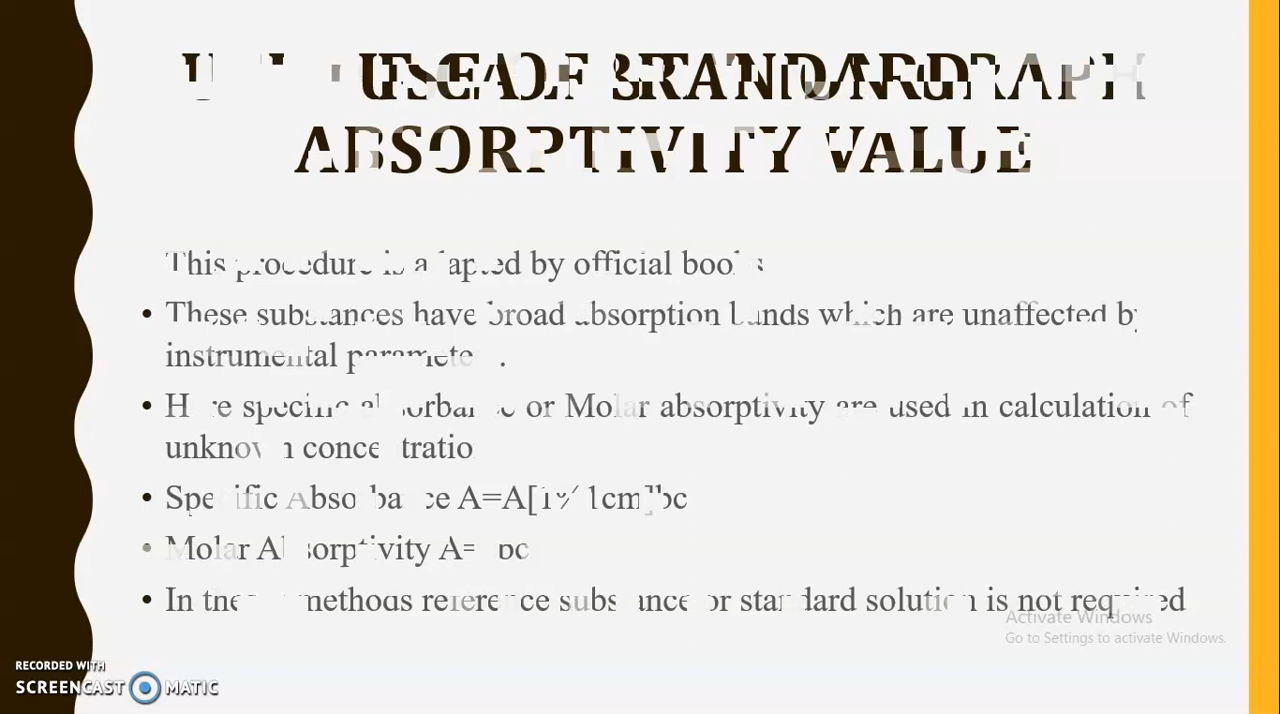 USE OF STANDARD
ABSORPTIVITY VALUE
This procedure is adapted by official books
• These substances have broad absorption bands which are unaffected by
instrumental parameters.
• Here specific absorbance or Molar absorptivity are used in calculation of
unknown concentration
• Specific Absorbance A=A[1% 1cm]bc
• Molar Absorptivity
• In these methods reference substance or standard solution is not required
Activate Windows
Go to Settings to activate Windows.
RECORDED WITH
SCREENCAST MATIC